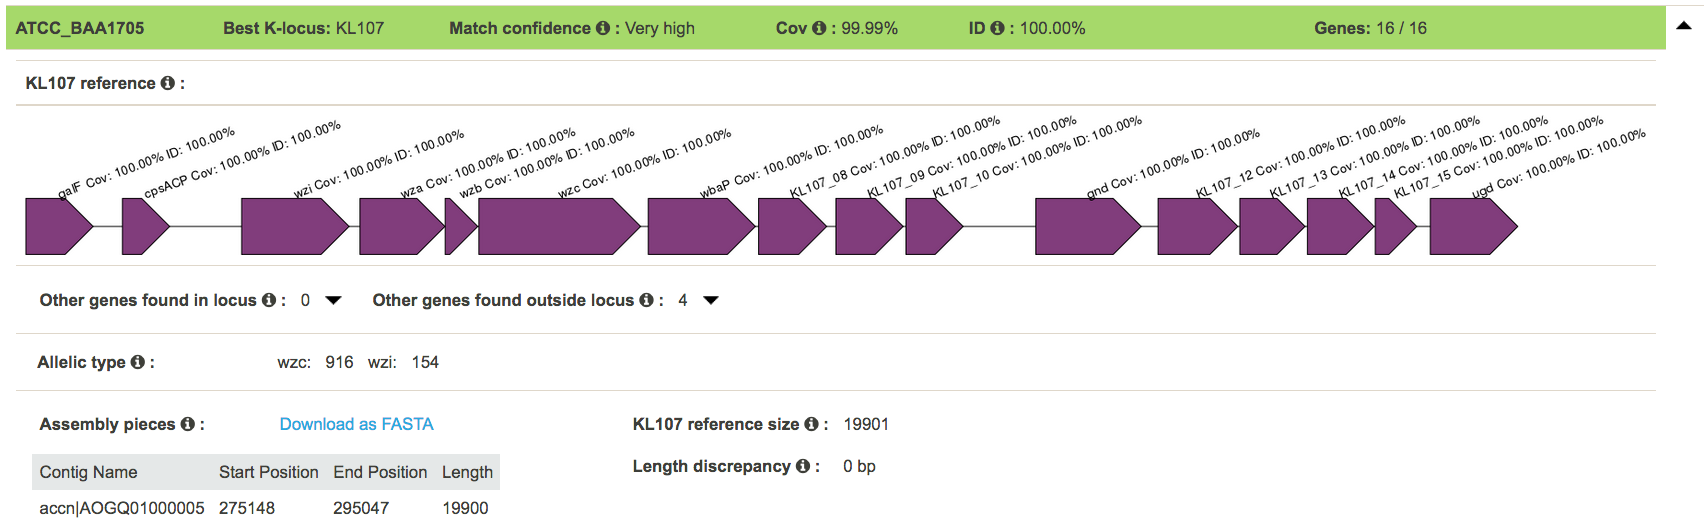 ATCC_BAA1705 Best K-locus: KL107 Match confidence : Very high Cov : 99.99% ID : 100.00% Genes: 16 / 16
KL107 reference :
galF Cov: 100.00% ID: 100.00%
cpsACP Cov: 100.00% ID: 100.00%
wzi Cov: 100.00% ID: 100.00%
wza Cov: 100.00% ID: 100.00%
wzb Cov: 100.00% ID: 100.00%
wzc Cov: 100.00% ID: 100.00%
wbaP Cov: 100.00% ID: 100.00%
KL107_08 Cov: 100.00% ID: 100.00%
KL107_09 Cov: 100.00% ID: 100.00%
KL107_10 Cov: 100.00% ID: 100.00%
gnd Cov: 100.00% ID: 100.00%
KL107_12 Cov: 100.00% ID: 100.00%
KL107_13 Cov: 100.00% ID: 100.00%
KL107_14 Cov: 100.00% ID: 100.00%
KL107_15 Cov: 100.00% ID: 100.00%
ugd Cov: 100.00% ID: 100.00%
Other genes found in locus : 0 Other genes found outside locus : 4
Allelic type : wzc: 916 wzi: 154
Assembly pieces : Download as FASTA KL107 reference size : 19901
Length discrepancy : 0 bp
Contig Name Start Position End Position Length
accn|AOGQ01000005 275148 295047 19900